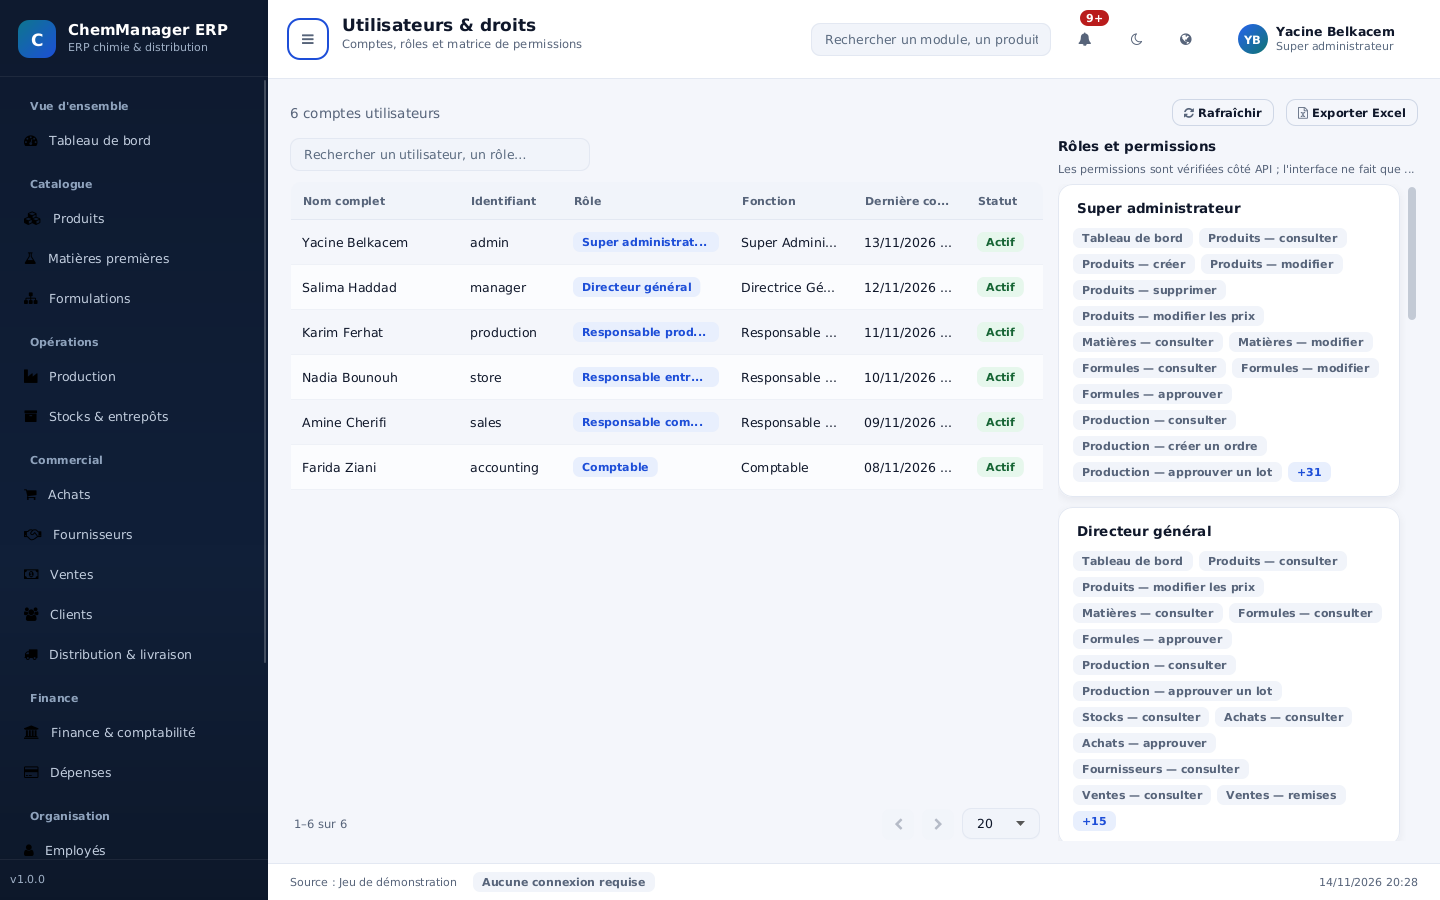 C
ChemManager ERP
ERP chimie & distribution
Vue d'ensemble
Tableau de bord
Catalogue
Produits
Matières premières
Formulations
Opérations
Production
Stocks & entrepôts
Commercial
Achats
Fournisseurs
Ventes
Clients
Distribution & livraison
Finance
Finance & comptabilité
Dépenses
Organisation
Employés
v1.0.0
Utilisateurs & droits
Comptes, rôles et matrice de permissions
Rechercher un module, un produit
9+
YB
Yacine Belkacem
Super administrateur
6 comptes utilisateurs
Rafraîchir
Exporter Excel
Rechercher un utilisateur, un rôle...
Nom complet Identifiant Rôle Fonction Dernière co... Statut
Yacine Belkacem admin Super administrat... Super Admini... 13/11/2026 ... Actif
Salima Haddad manager Directeur général Directrice Gé... 12/11/2026 ... Actif
Karim Ferhat production Responsable prod... Responsable ... 11/11/2026 ... Actif
Nadia Bounouh store Responsable entr... Responsable ... 10/11/2026 ... Actif
Amine Cherifi sales Responsable com... Responsable ... 09/11/2026 ... Actif
Farida Ziani accounting Comptable Comptable 08/11/2026 ... Actif
1–6 sur 6
20
Rôles et permissions
Les permissions sont vérifiées côté API ; l'interface ne fait que ...
Super administrateur
Tableau de bord Produits — consulter
Produits — créer Produits — modifier
Produits — supprimer
Produits — modifier les prix
Matières — consulter Matières — modifier
Formules — consulter Formules — modifier
Formules — approuver
Production — consulter
Production — créer un ordre
Production — approuver un lot +31
Directeur général
Tableau de bord Produits — consulter
Produits — modifier les prix
Matières — consulter Formules — consulter
Formules — approuver
Production — consulter
Production — approuver un lot
Stocks — consulter Achats — consulter
Achats — approuver
Fournisseurs — consulter
Ventes — consulter Ventes — remises
+15
Source : Jeu de démonstration
Aucune connexion requise
14/11/2026 20:28